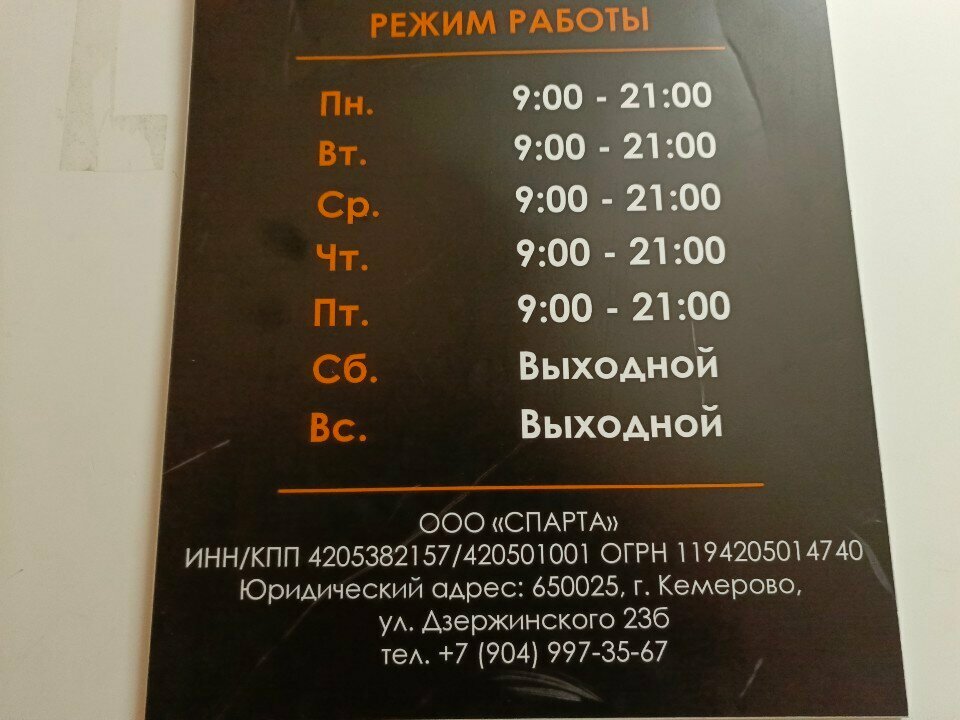 РЕЖИМ РАБОТЫ
Пн. 9:00 - 21:00
Вт. 9:00 - 21:00
Ср. 9:00 - 21:00
Чт. 9:00 - 21:00
Пт. 9:00 - 21:00
Сб. Выходной
Вс. Выходной
ООО «СПАРТА»
ИНН/КПП 4205382157/420501001 ОГРН 1194205014740
Юридический адрес: 650025, г. Кемерово,
ул. Дзержинского 23б
тел. +7 (904) 997-35-67